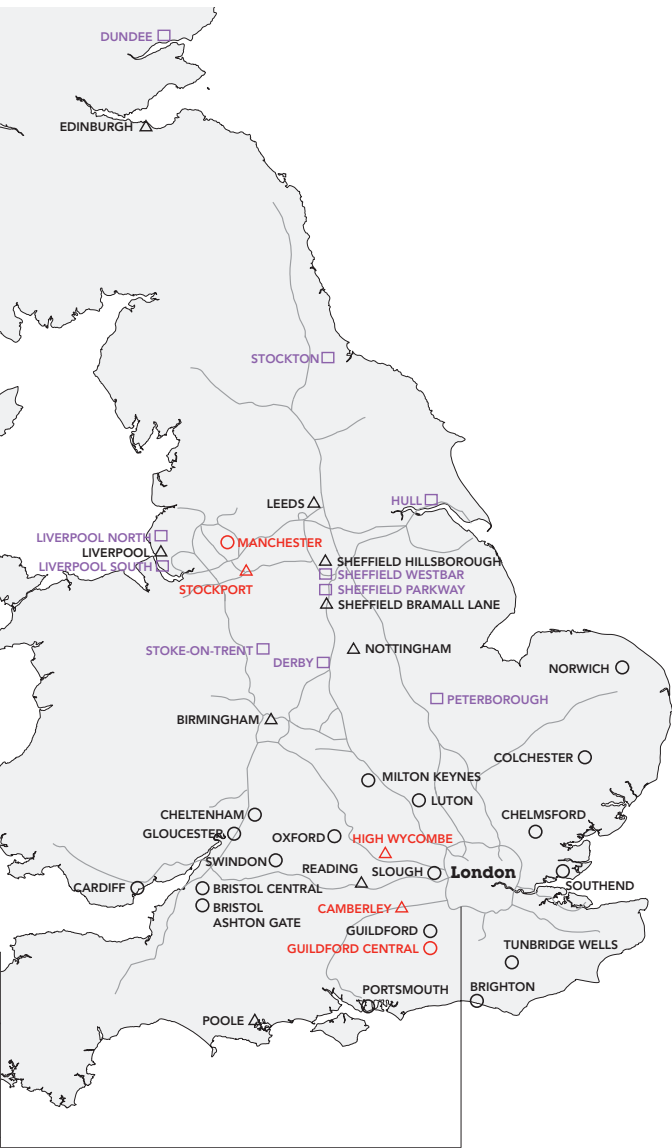 DUNDEE
EDINBURGH
STOCKTON
HULL
LEEDS
LIVERPOOL NORTH
MANCHESTER
LIVERPOOL
SHEFFIELD HILLSBOROUGH
LIVERPOOL SOUTH
SHEFFIELD WESTBAR
STOCKPORT
SHEFFIELD PARKWAY
SHEFFIELD BRAMALL LANE
STOKE-ON-TRENT
NOTTINGHAM
DERBY
NORWICH
PETERBOROUGH
BIRMINGHAM
COLCHESTER
MILTON KEYNES
LUTON
CHELTENHAM
CHELMSFORD
GLOUCESTER
OXFORD
HIGH WYCOMBE
SWINDON
READING
SLOUGH
London
CARDIFF
BRISTOL CENTRAL
SOUTHEND
BRISTOL
ASHTON GATE
CAMBERLEY
GUILDFORD
GUILDFORD CENTRAL
TUNBRIDGE WELLS
PORTSMOUTH
BRIGHTON
POOLE